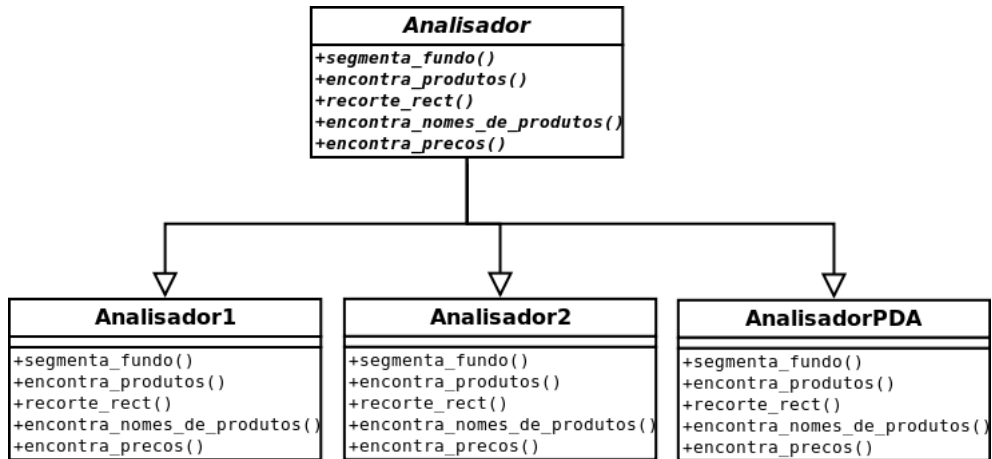 Analisador
+segmenta_fundo()
+encontra_produtos()
+recorte_rect()
+encontra_nomes_de_produtos()
+encontra_precos()
Analisador1
+segmenta_fundo()
+encontra_produtos()
+recorte_rect()
+encontra_nomes_de_produtos()
+encontra_precos()
Analisador2
+segmenta_fundo()
+encontra_produtos()
+recorte_rect()
+encontra_nomes_de_produtos()
+encontra_precos()
AnalisadorPDA
+segmenta_fundo()
+encontra_produtos()
+recorte_rect()
+encontra_nomes_de_produtos()
+encontra_precos()